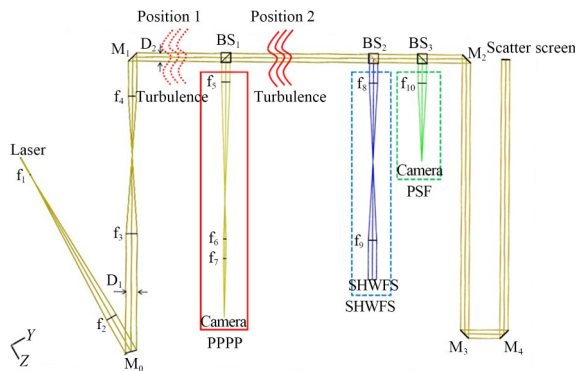 Position 1
Position 2
M1
D2
BS1
BS2
BS3
M2
Scatter screen
f4
Turbulence
f5
Turbulence
f8
f10
Laser
f1
Camera
PSF
f3
f6
f9
f7
D1
SHWFS
SHWFS
f2
Camera
PPPP
Y
Z
M0
M3
M4